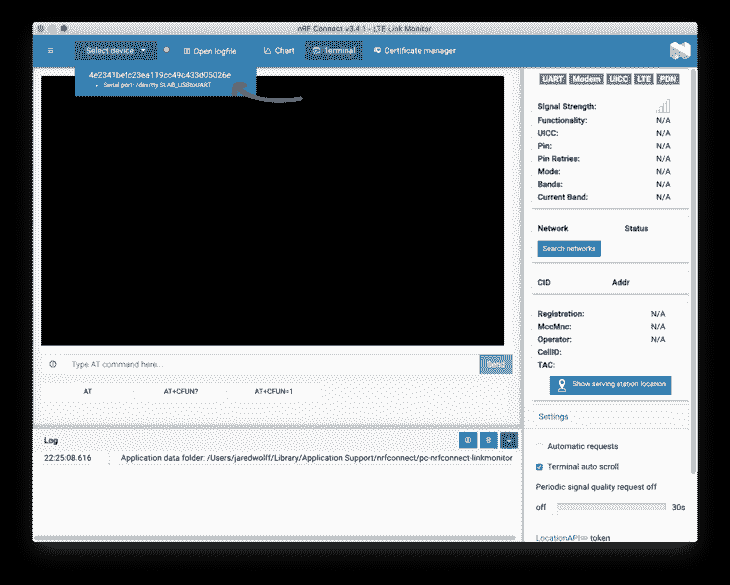 nRF Connect v3.4.1 - LTE Link Monitor
Select device
Open logfile
Chart
Terminal
Certificate manager
Serial port: /dev/tty.SLAB_USBtoUART
UART Modem UICC LTE PDN
Signal Strength:
Functionality: N/A
UICC: N/A
Pin: N/A
Pin Retries: N/A
Mode: N/A
Bands: N/A
Current Band: N/A
Network Status
Search networks
CID Addr
Registration: N/A
MccMnc: N/A
Operator: N/A
CellID:
TAC:
Show serving station location
Type AT command here...
Send
AT AT+CFUN? AT+CFUN=1
Settings
Automatic requests
Terminal auto scroll
Periodic signal quality request off
off 30s
LocationAPI token
Log
22:25:08.616 Application data folder: /Users/jaredwolff/Library/Application Support/nrfconnect/pc-nrfconnect-linkmonitor